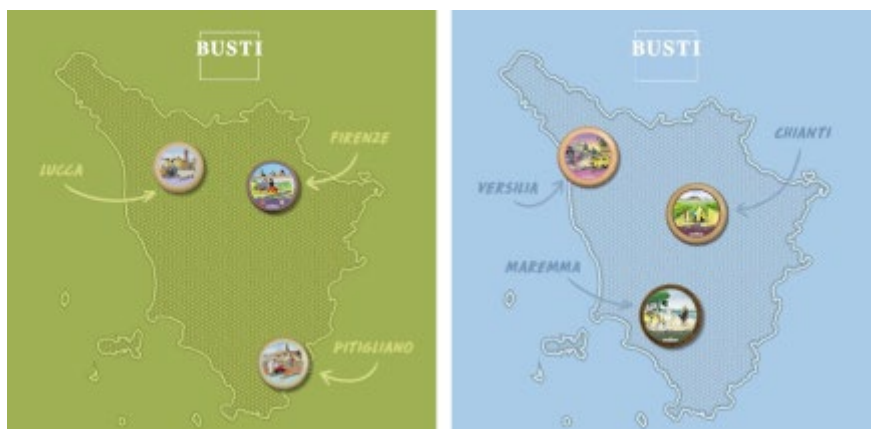 BUSTI
FIRENZE
LUCCA
PITIGLIANO
BUSTI
CHIANTI
VERSILIA
MAREMMA